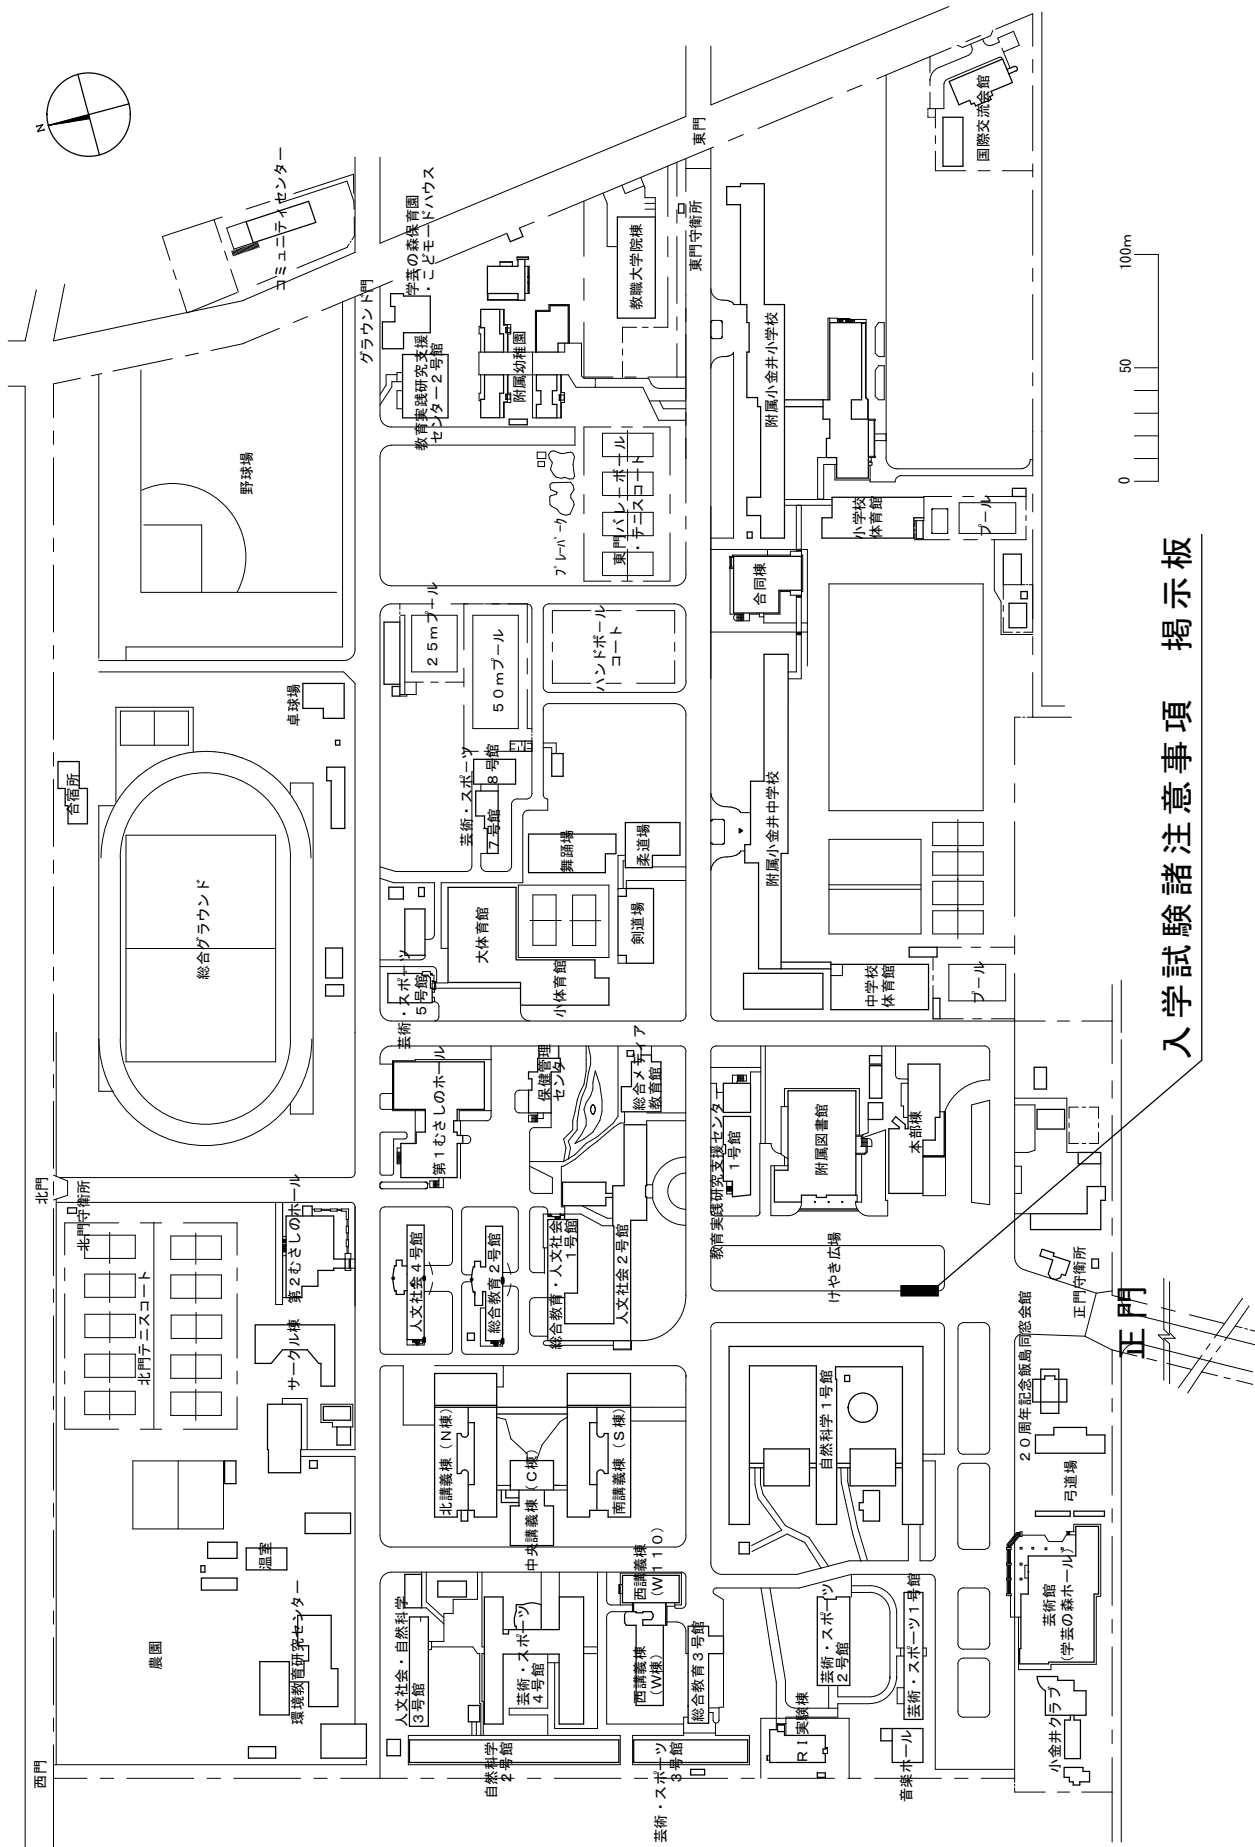 N
コミュニティセンター
グラウンド門
学芸の森保育園
・こどモードハウス
教育実践研究支援
センター２号館
附属幼稚園
教職大学院棟
東門
東門守衛所
附属小金井小学校
国際交流会館
100m
50
0
野球場
プレーパーク
東門バレーボール
・テニスコート
小学校
体育館
プール
合同棟
２５ｍプール
５０ｍプール
ハンドボール
コート
卓球場
合宿所
総合グラウンド
芸術・スポーツ
７号館
８号館
舞踊場
柔道場
剣道場
大体育館
小体育館
芸術・スポーツ
５号館
附属小金井中学校
中学校
体育館
プール
入学試験諸注意事項　掲示板
第１むさしのホール
保健管理
センター
総合メディア
教育館
教育実践研究支援センター
１号館
附属図書館
本部棟
北門
北門守衛所
第２むさしのホール
北門テニスコート
サークル棟
人文社会４号館
総合教育２号館
総合教育・人文社会
１号館
人文社会２号館
けやき広場
正門守衛所
正門
２０周年記念飯島同窓会館
弓道場
北講義棟（Ｎ棟）
中央講義棟（Ｃ棟）
南講義棟（Ｓ棟）
自然科学１号館
温室
農園
環境教育研究センター
西門
人文社会・自然科学
３号館
芸術・スポーツ
４号館
西講義棟
（Ｗ１１０）
西講義棟
（Ｗ棟）
総合教育３号館
自然科学
２号館
芸術・スポーツ
３号館
ＲＩ実験棟
芸術・スポーツ
２号館
芸術・スポーツ１号館
音楽ホール
芸術館
（学芸の森ホール）
小金井クラブ